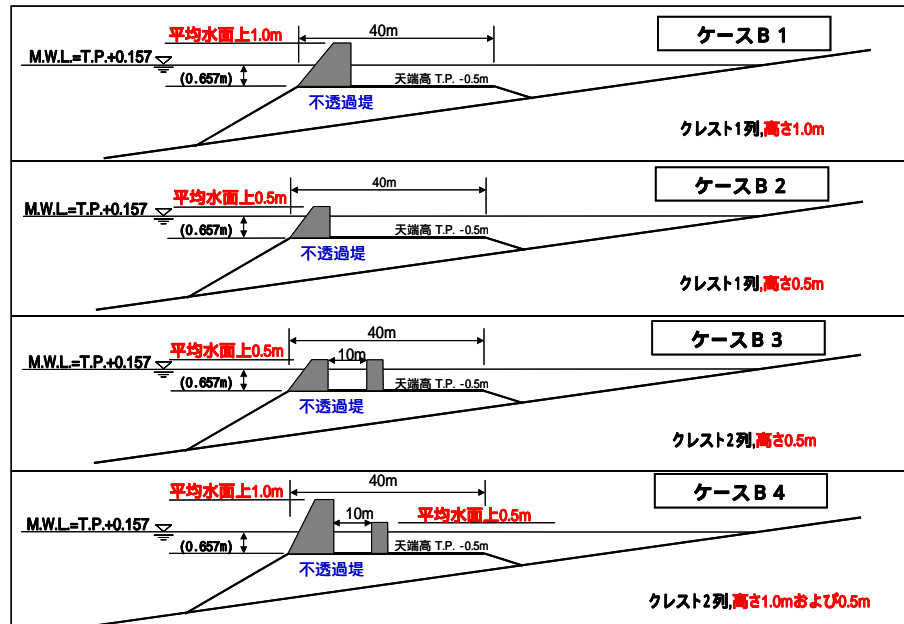 平均水面上1.0m
40m
ケースB 1
M.W.L.=T.P.+0.157
(0.657m)
天端高 T.P. -0.5m
不透過堤
クレスト1列,高さ1.0m
平均水面上0.5m
40m
ケースB 2
M.W.L.=T.P.+0.157
(0.657m)
天端高 T.P. -0.5m
不透過堤
クレスト1列,高さ0.5m
40m
ケースB 3
平均水面上0.5m
10m
M.W.L.=T.P.+0.157
(0.657m)
天端高 T.P. -0.5m
不透過堤
クレスト2列,高さ0.5m
40m
ケースB 4
平均水面上1.0m
10m
平均水面上0.5m
M.W.L.=T.P.+0.157
(0.657m)
天端高 T.P. -0.5m
不透過堤
クレスト2列,高さ1.0mおよび0.5m